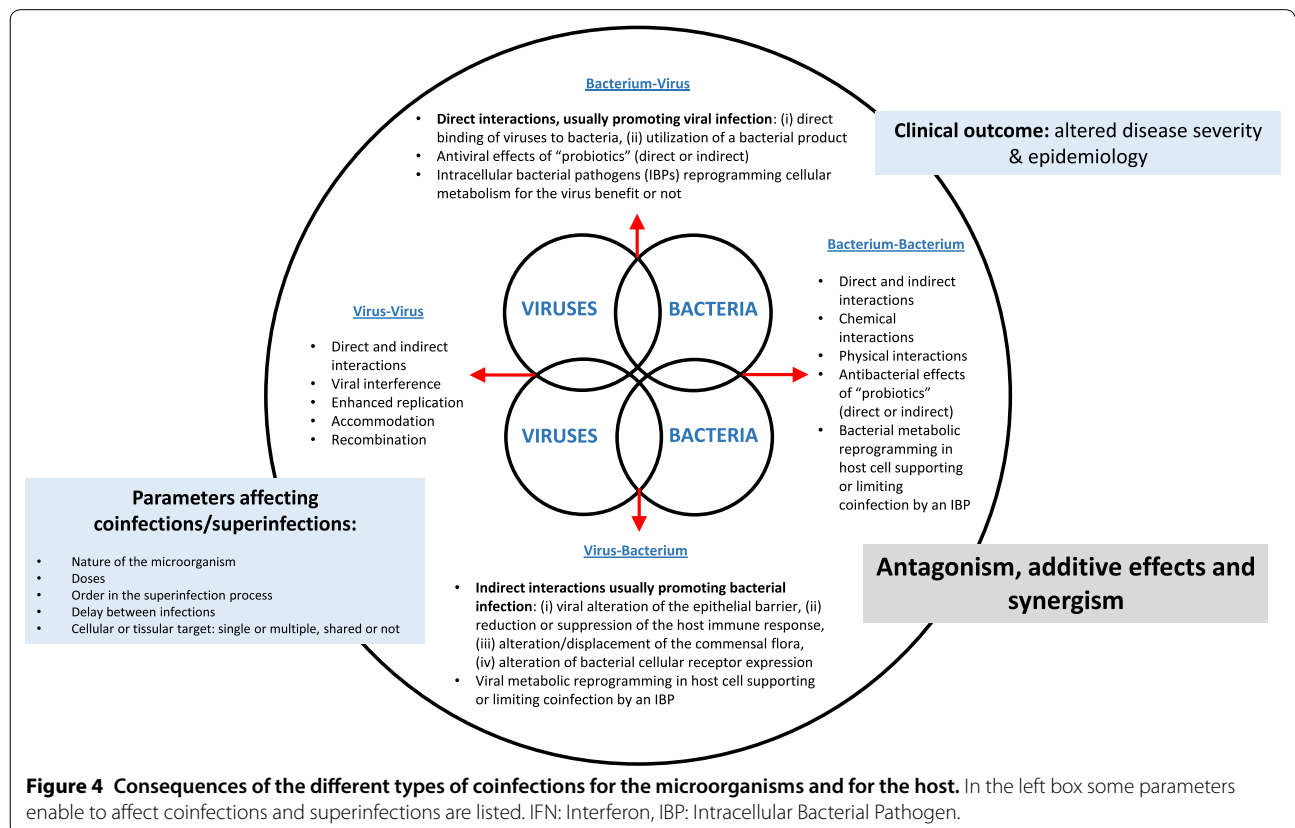 Bacterium-Virus
• Direct interactions, usually promoting viral infection: (i) direct
binding of viruses to bacteria, (ii) utilization of a bacterial product
• Antiviral effects of “probiotics” (direct or indirect)
• Intracellular bacterial pathogens (IBPs) reprogramming cellular
metabolism for the virus benefit or not
Clinical outcome: altered disease severity
& epidemiology
Virus-Virus
• Direct and indirect
interactions
• Viral interference
• Enhanced replication
• Accommodation
• Recombination
VIRUSES
BACTERIA
VIRUSES
BACTERIA
Bacterium-Bacterium
• Direct and indirect
interactions
• Chemical
interactions
• Physical interactions
• Antibacterial effects
of “probiotics”
(direct or indirect)
• Bacterial metabolic
reprogramming in
host cell supporting
or limiting
coinfection by an IBP
Parameters affecting
coinfections/superinfections:
• Nature of the microorganism
• Doses
• Order in the superinfection process
• Delay between infections
• Cellular or tissular target: single or multiple, shared or not
Virus-Bacterium
• Indirect interactions usually promoting bacterial
infection: (i) viral alteration of the epithelial barrier, (ii)
reduction or suppression of the host immune response,
(iii) alteration/displacement of the commensal flora,
(iv) alteration of bacterial cellular receptor expression
• Viral metabolic reprogramming in host cell supporting
or limiting coinfection by an IBP
Antagonism, additive effects and
synergism
Figure 4 Consequences of the different types of coinfections for the microorganisms and for the host. In the left box some parameters
enable to affect coinfections and superinfections are listed. IFN: Interferon, IBP: Intracellular Bacterial Pathogen.